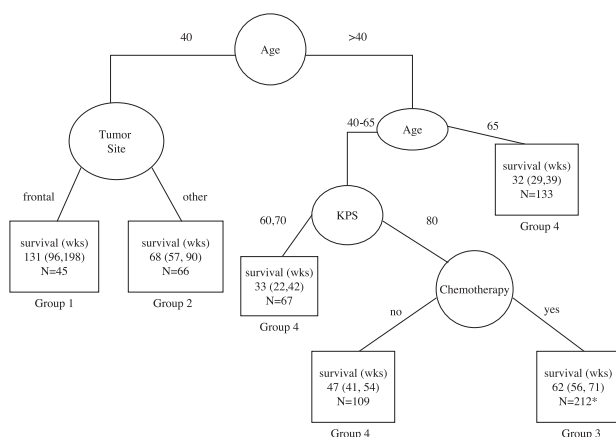 40
Age
>40
Tumor
Site
40-65
Age
65
frontal
other
survival (wks)
131 (96,198)
N=45
Group 1
survival (wks)
68 (57, 90)
N=66
Group 2
60,70
KPS
80
survival (wks)
32 (29,39)
N=133
Group 4
survival (wks)
33 (22,42)
N=67
Group 4
Chemotherapy
no
yes
survival (wks)
47 (41, 54)
N=109
Group 4
survival (wks)
62 (56, 71)
N=212*
Group 3